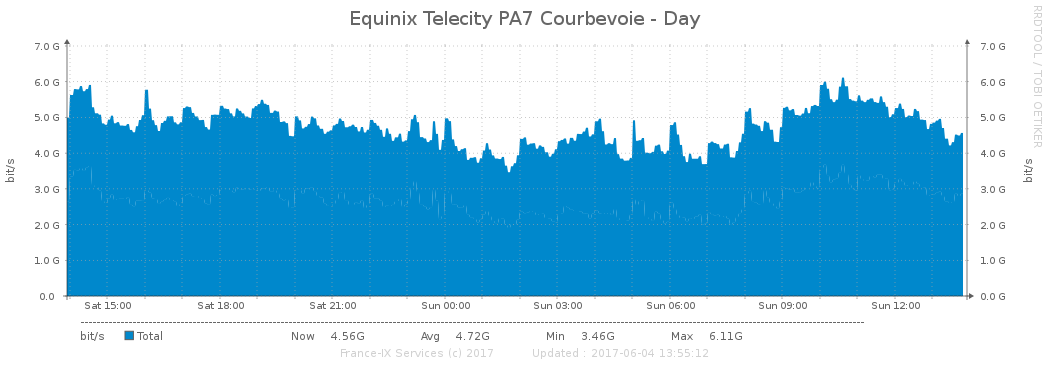 Equinix Telecity PA7 Courbevoie - Day
RRDTOOL / TOBI OETIKER
7.0 G 7.0 G
6.0 G 6.0 G
5.0 G 5.0 G
4.0 G 4.0 G
3.0 G 3.0 G
2.0 G 2.0 G
1.0 G 1.0 G
0.0 0.0 G
bit/s
bit/s
Sat 15:00 Sat 18:00 Sat 21:00 Sun 00:00 Sun 03:00 Sun 06:00 Sun 09:00 Sun 12:00
bit/s Total Now 4.56G Avg 4.72G Min 3.46G Max 6.11G
France-IX Services (c) 2017 Updated : 2017-06-04 13:55:12